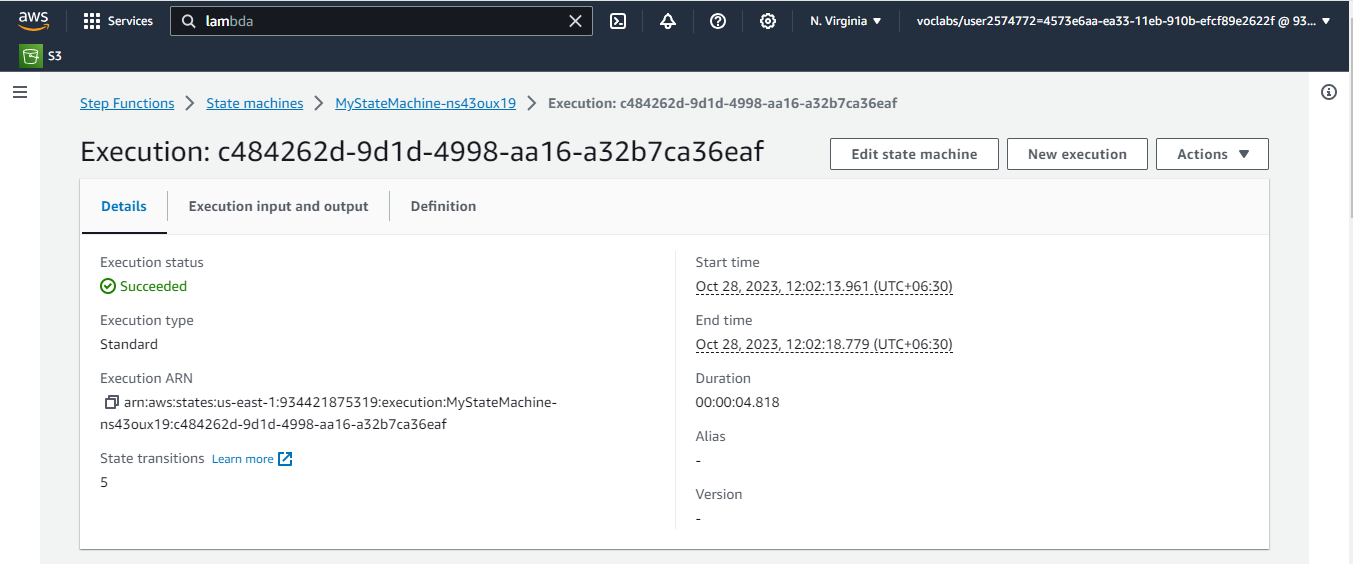 aws Services lambda N. Virginia voclabs/user2574772=4573e6aa-ea33-11eb-910b-efcf89e2622f @ 93...
S3
Step Functions State machines MyStateMachine-ns43oux19 Execution: c484262d-9d1d-4998-aa16-a32b7ca36eaf
Execution: c484262d-9d1d-4998-aa16-a32b7ca36eaf
Edit state machine New execution Actions
Details Execution input and output Definition
Execution status
Succeeded
Execution type
Standard
Execution ARN
arn:aws:states:us-east-1:934421875319:execution:MyStateMachine-
ns43oux19:c484262d-9d1d-4998-aa16-a32b7ca36eaf
State transitions Learn more
5
Start time
Oct 28, 2023, 12:02:13.961 (UTC+06:30)
End time
Oct 28, 2023, 12:02:18.779 (UTC+06:30)
Duration
00:00:04.818
Alias
-
Version
-